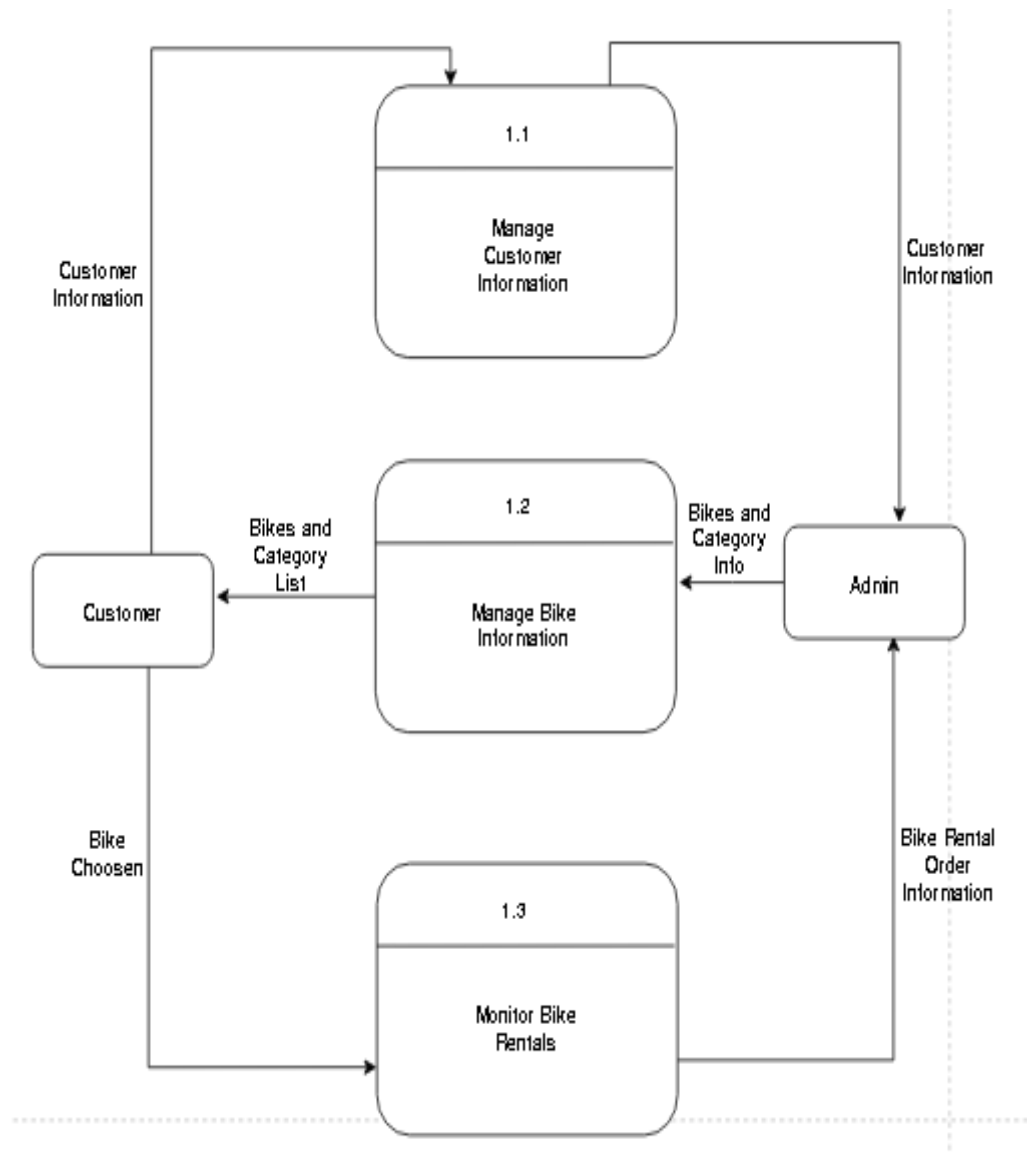 1.1
Manage
Customer
Information
Customer
Information
Customer
Information
1.2
Manage Bike
Information
Bikes and
Category
List
Bikes and
Category
Info
Customer
Admin
Bike
Choosen
Bike Rental
Order
Information
1.3
Monitor Bike
Rentals